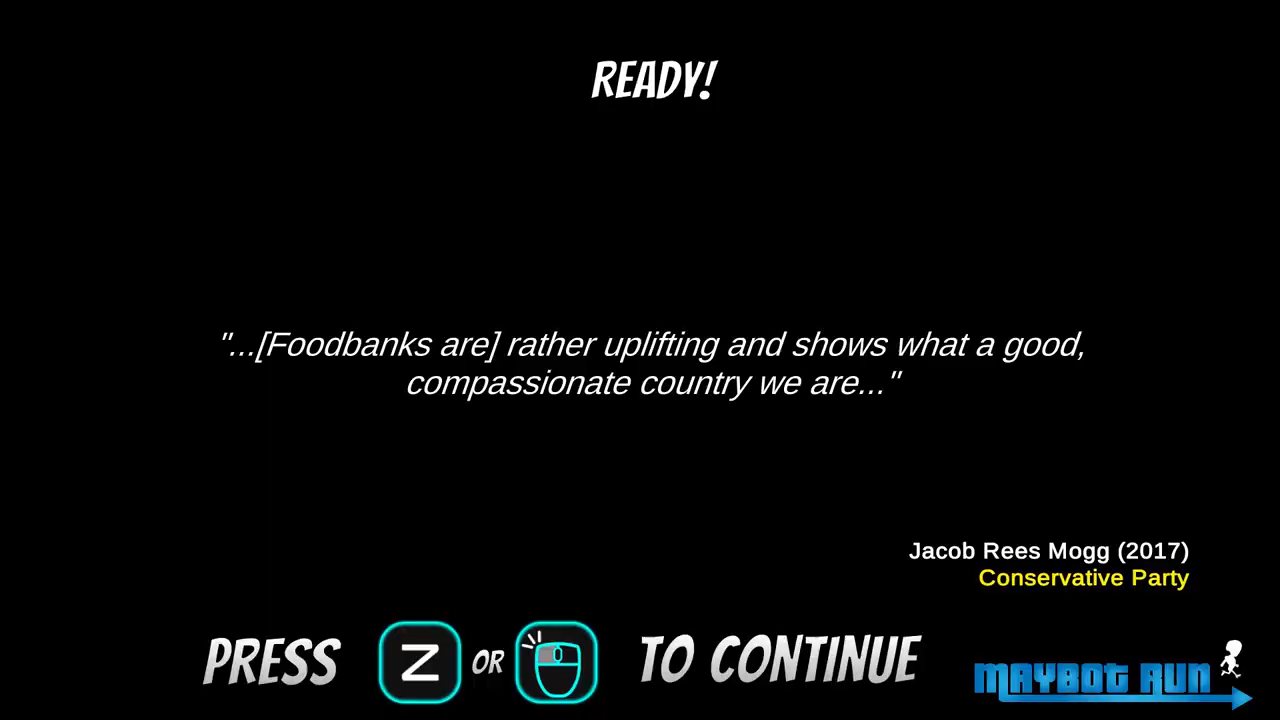 READY!
"...[Foodbanks are] rather uplifting and shows what a good,
compassionate country we are..."
Jacob Rees Mogg (2017)
Conservative Party
PRESS Z OR TO CONTINUE
MAYBOT RUN